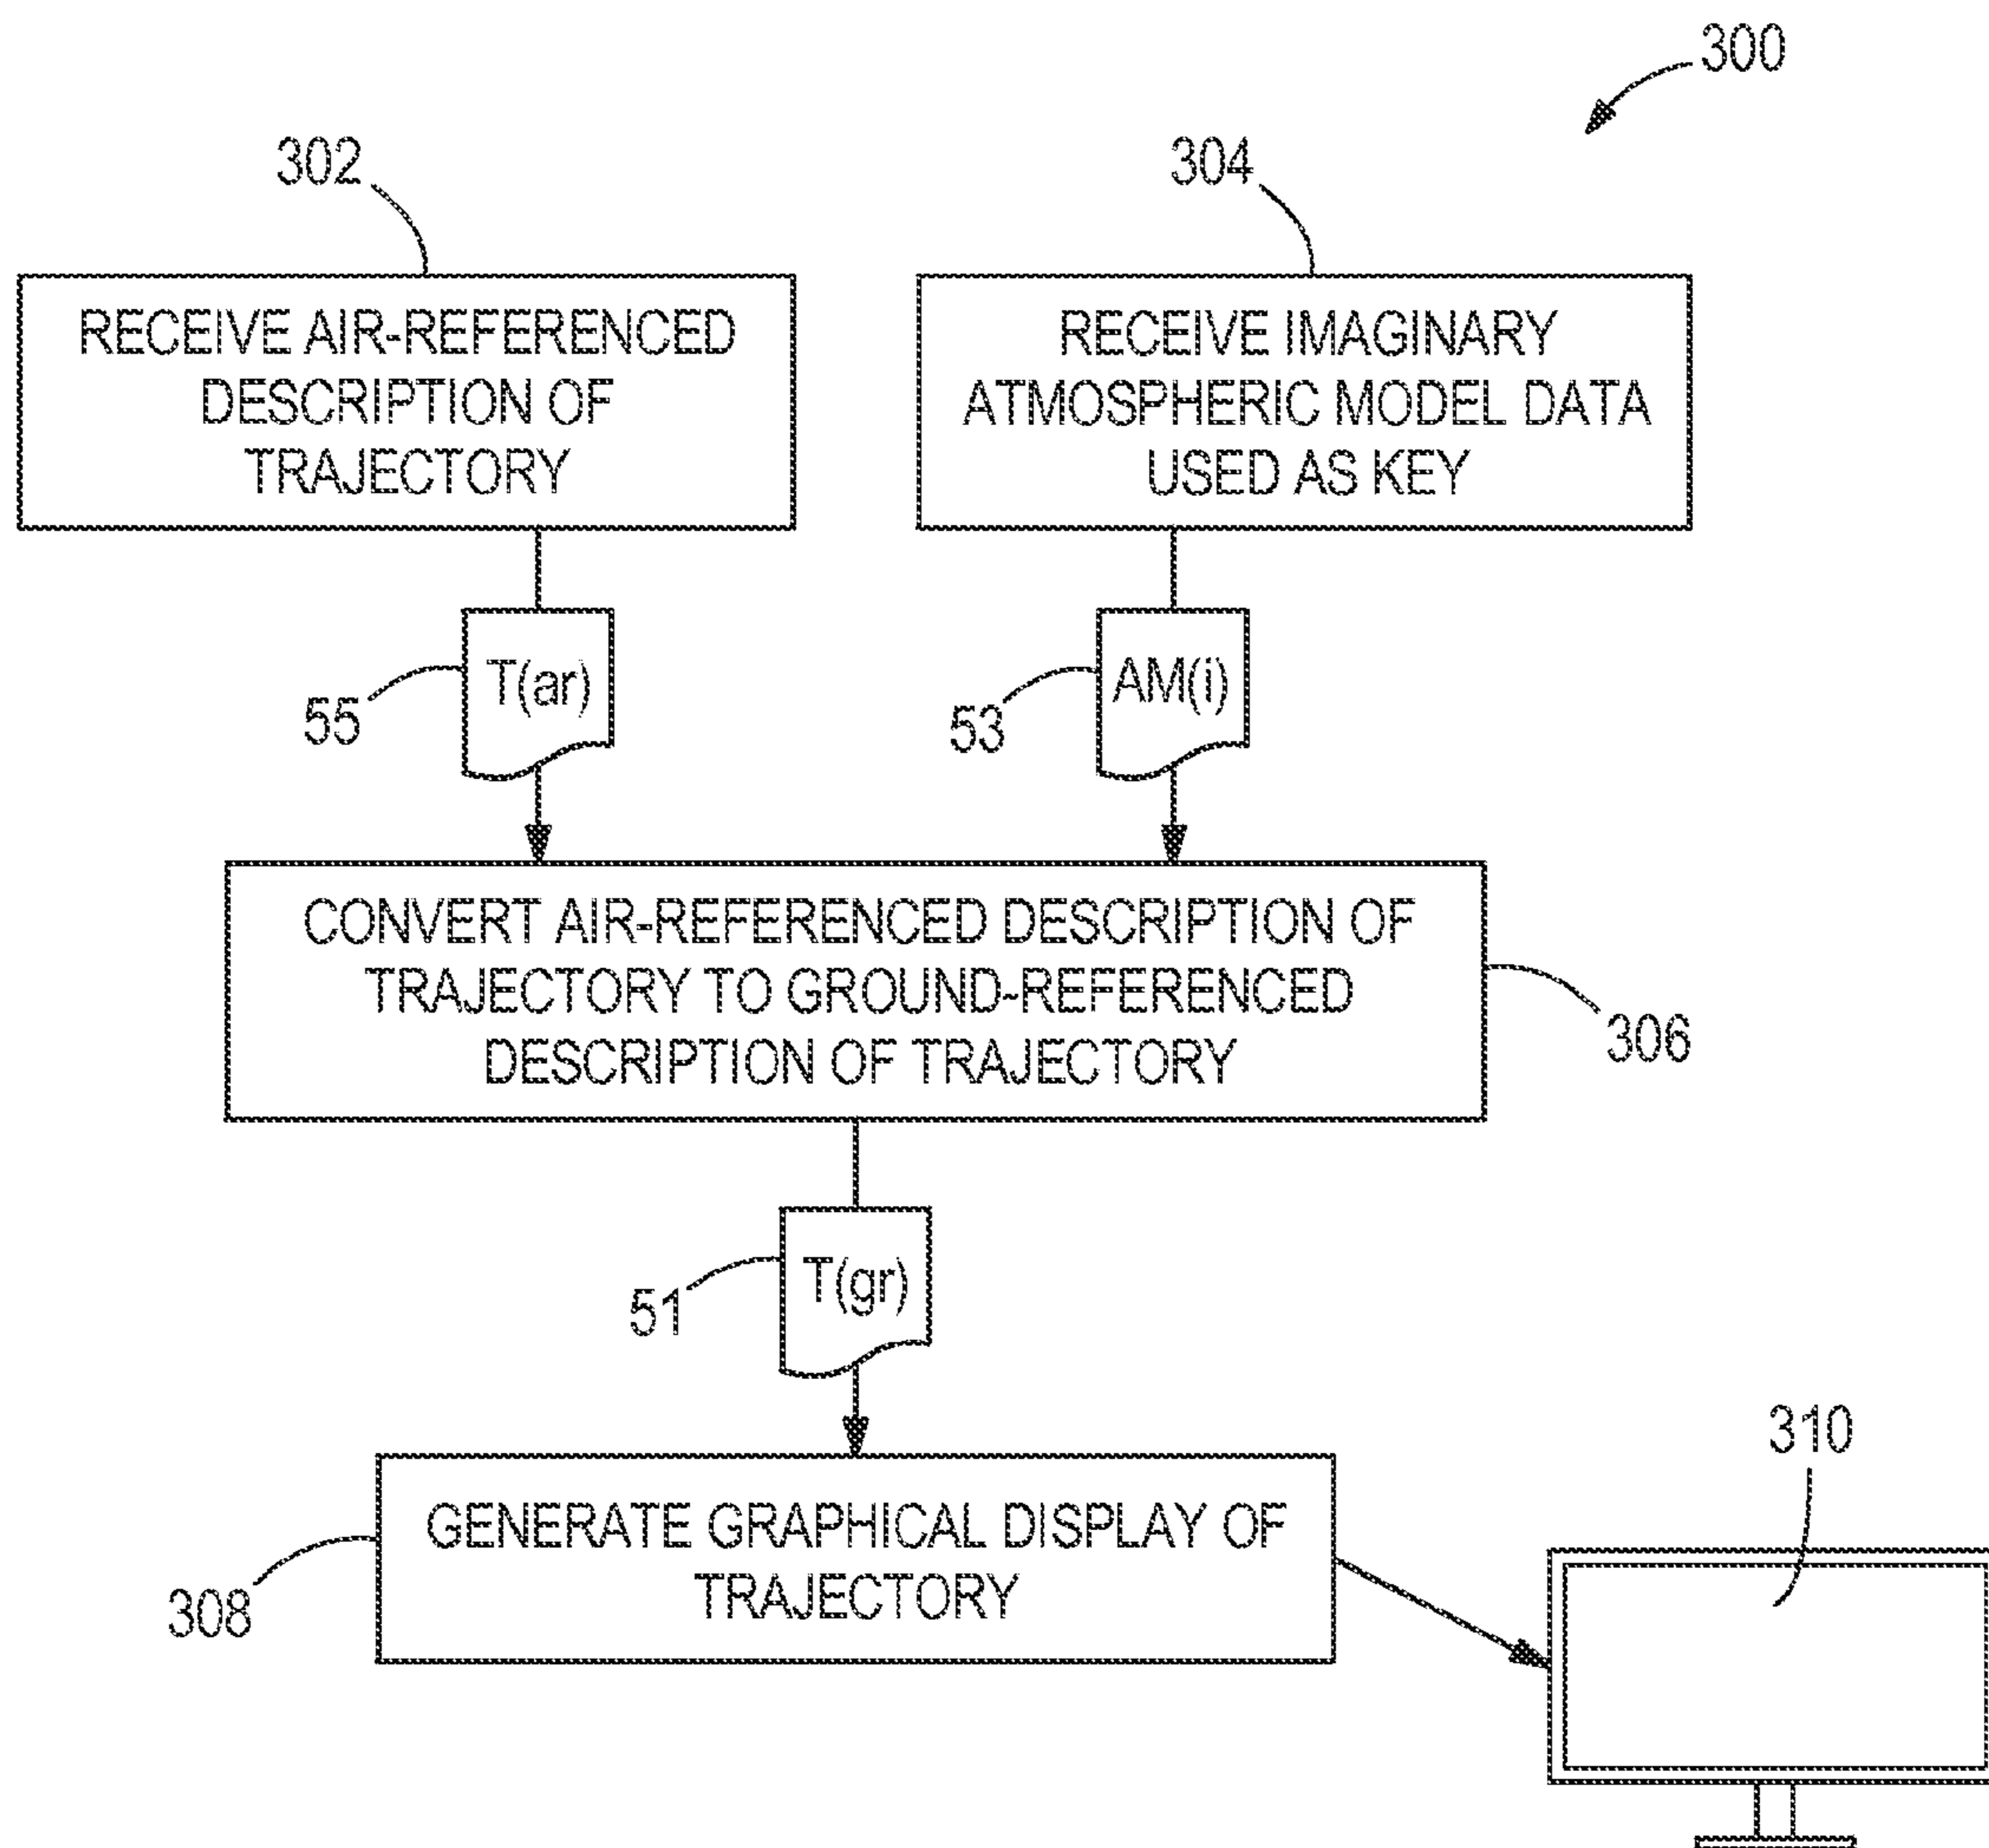 300
302
304
RECEIVE AIR-REFERENCED
DESCRIPTION OF
TRAJECTORY
RECEIVE IMAGINARY
ATMOSPHERIC MODEL DATA
USED AS KEY
T(ar)
55
AM(i)
53
CONVERT AIR-REFERENCED DESCRIPTION OF
TRAJECTORY TO GROUND-REFERENCED
DESCRIPTION OF TRAJECTORY
306
T(gr)
51
310
GENERATE GRAPHICAL DISPLAY OF
TRAJECTORY
308